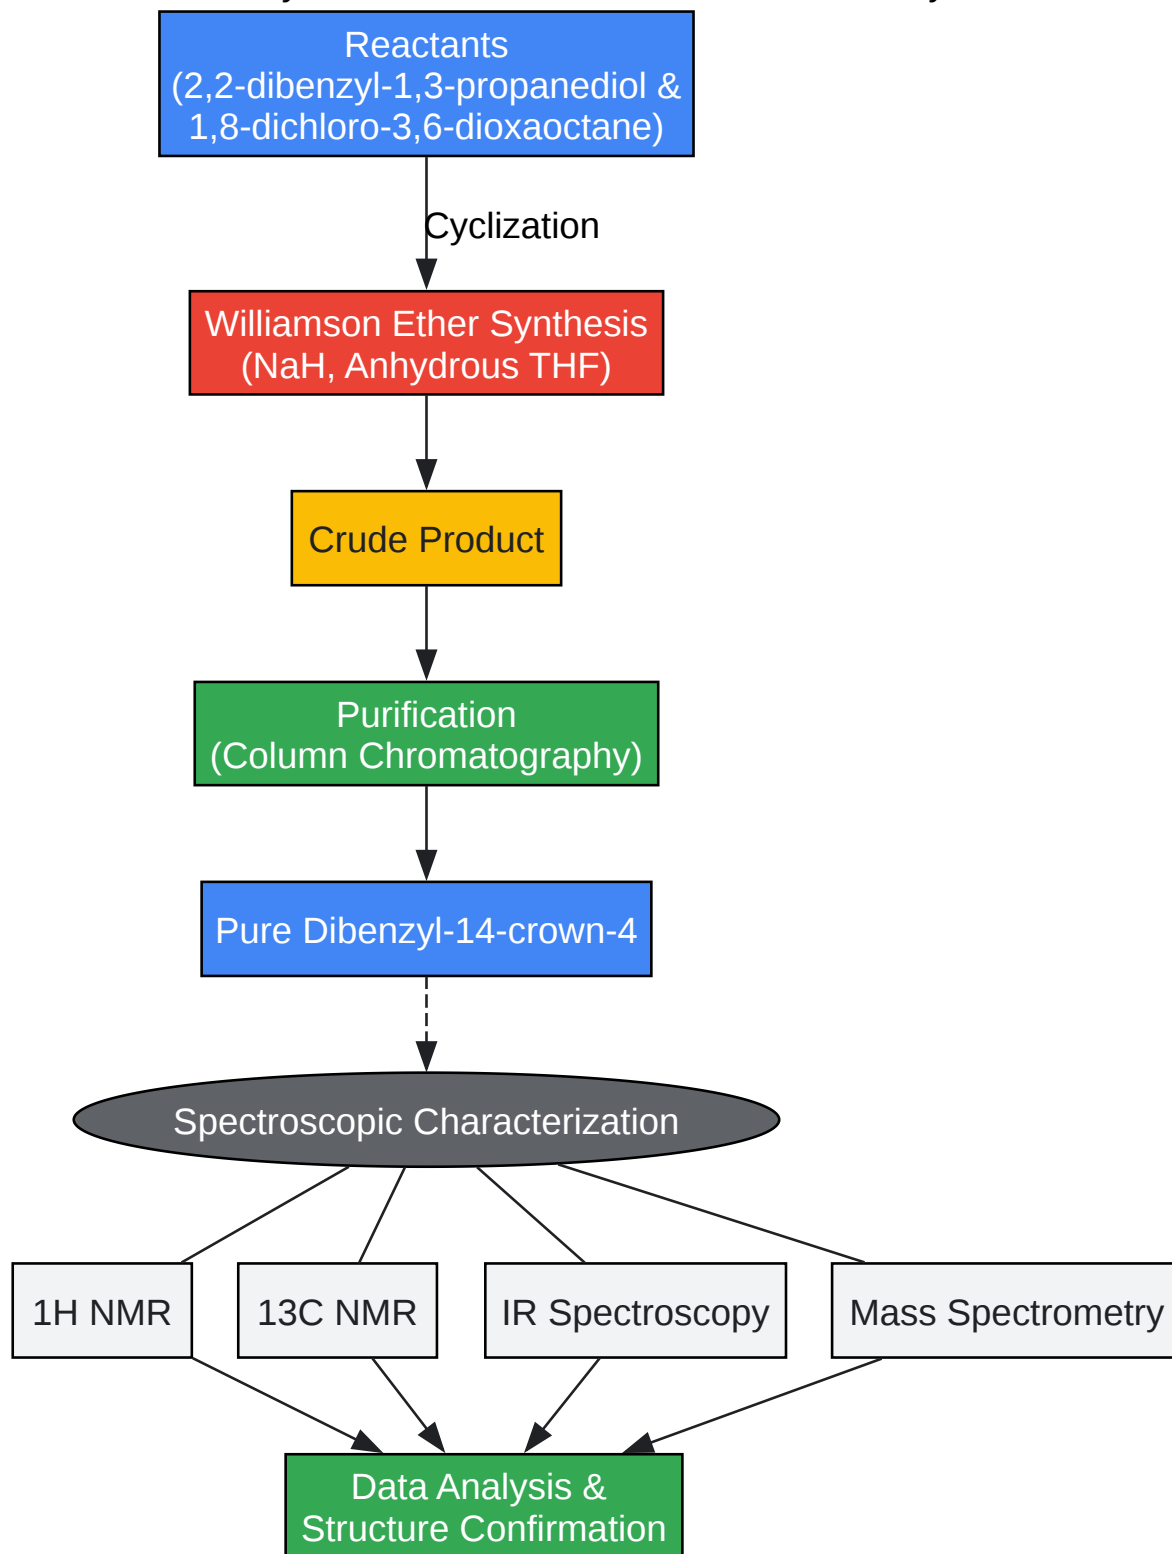 Reactants
(2,2-dibenzyl-1,3-propanediol &
1,8-dichloro-3,6-dioxaoctane)
Cyclization
Williamson Ether Synthesis
(NaH, Anhydrous THF)
Crude Product
Purification
(Column Chromatography)
Pure Dibenzyl-14-crown-4
Spectroscopic Characterization
1H NMR
13C NMR
IR Spectroscopy
Mass Spectrometry
Data Analysis &
Structure Confirmation